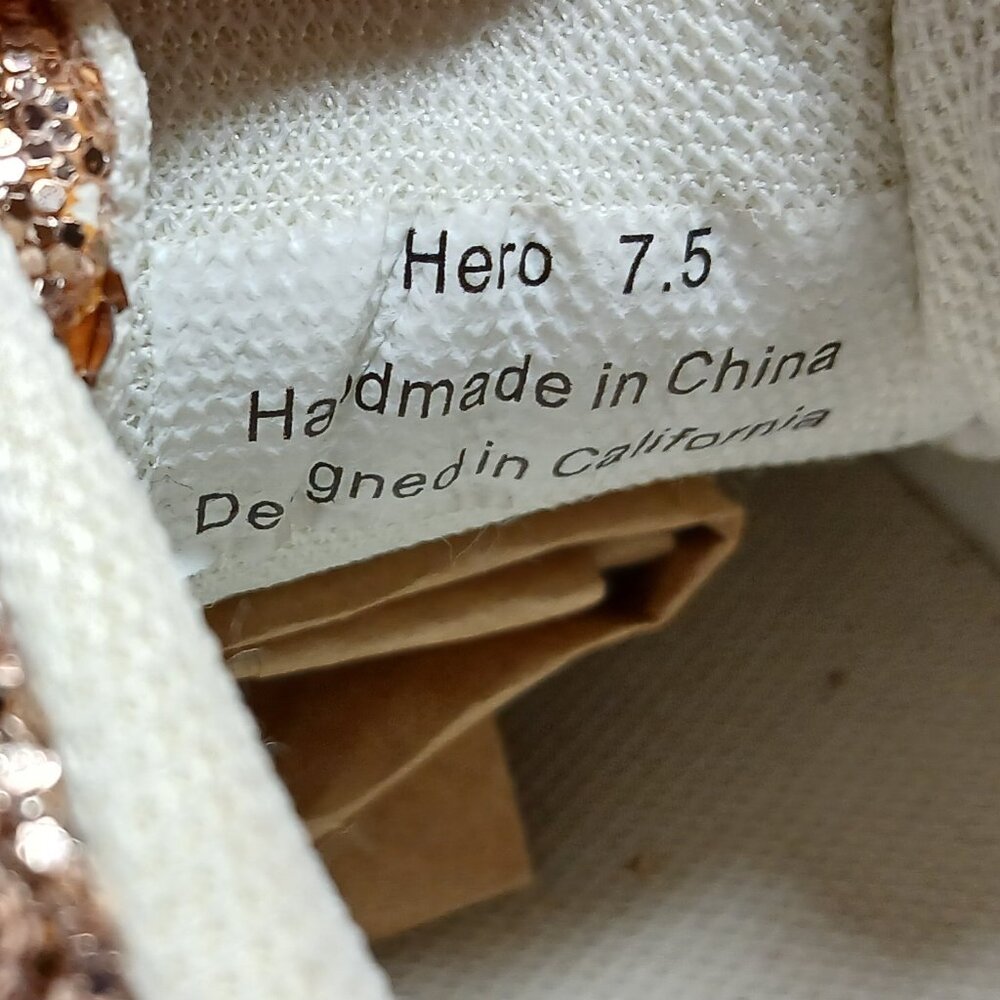 Hero 7.5
Handmade in China
Designed in California